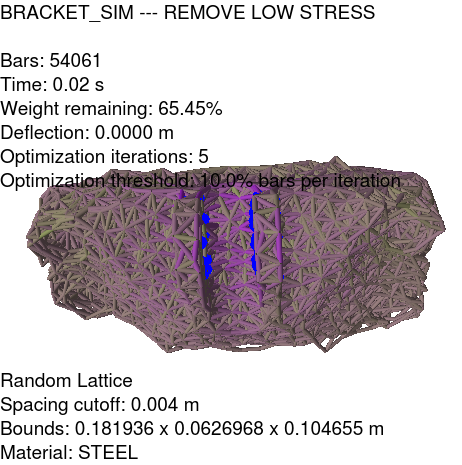 BRACKET_SIM --- REMOVE LOW STRESS
Bars: 54061
Time: 0.02 s
Weight remaining: 65.45%
Deflection: 0.0000 m
Optimization iterations: 5
Optimization threshold: 10.0% bars per iteration
Random Lattice
Spacing cutoff: 0.004 m
Bounds: 0.181936 x 0.0626968 x 0.104655 m
Material: STEEL